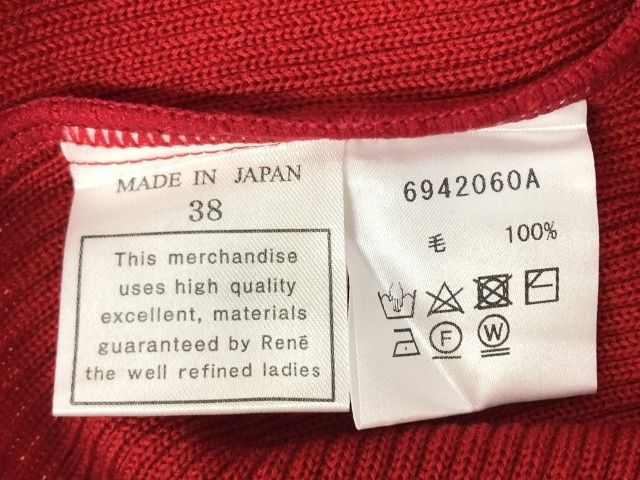 MADE IN JAPAN
38
This merchandise
uses high quality
excellent, materials
guaranteed by Renē
the well refined ladies
6942060A
毛 100%
F W